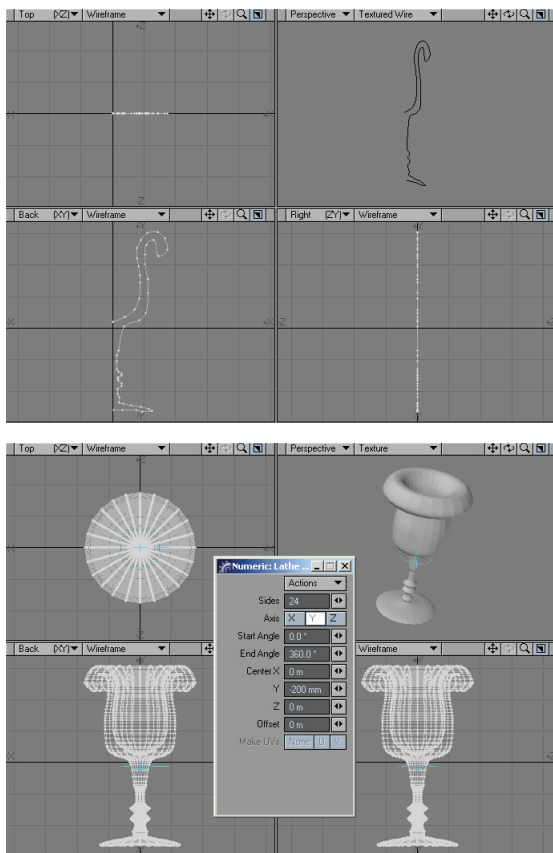 Top (XZ) Wireframe
Perspective Textured Wire
+Z
-X +X
-Z
Back (XY) Wireframe
Right (ZY) Wireframe
+Y +Y
-X +X -Z
-Y -Y
Top (XZ) Wireframe
Perspective Texture
+Z
Numeric: Lathe ...
Actions
Sides 24
Axis X Y Z
Start Angle 0.0 °
End Angle 360.0 °
Center X 0 m
Y -200 mm
Z 0 m
Offset 0 m
Make UVs None U V
Back (XY) Wireframe
Wireframe